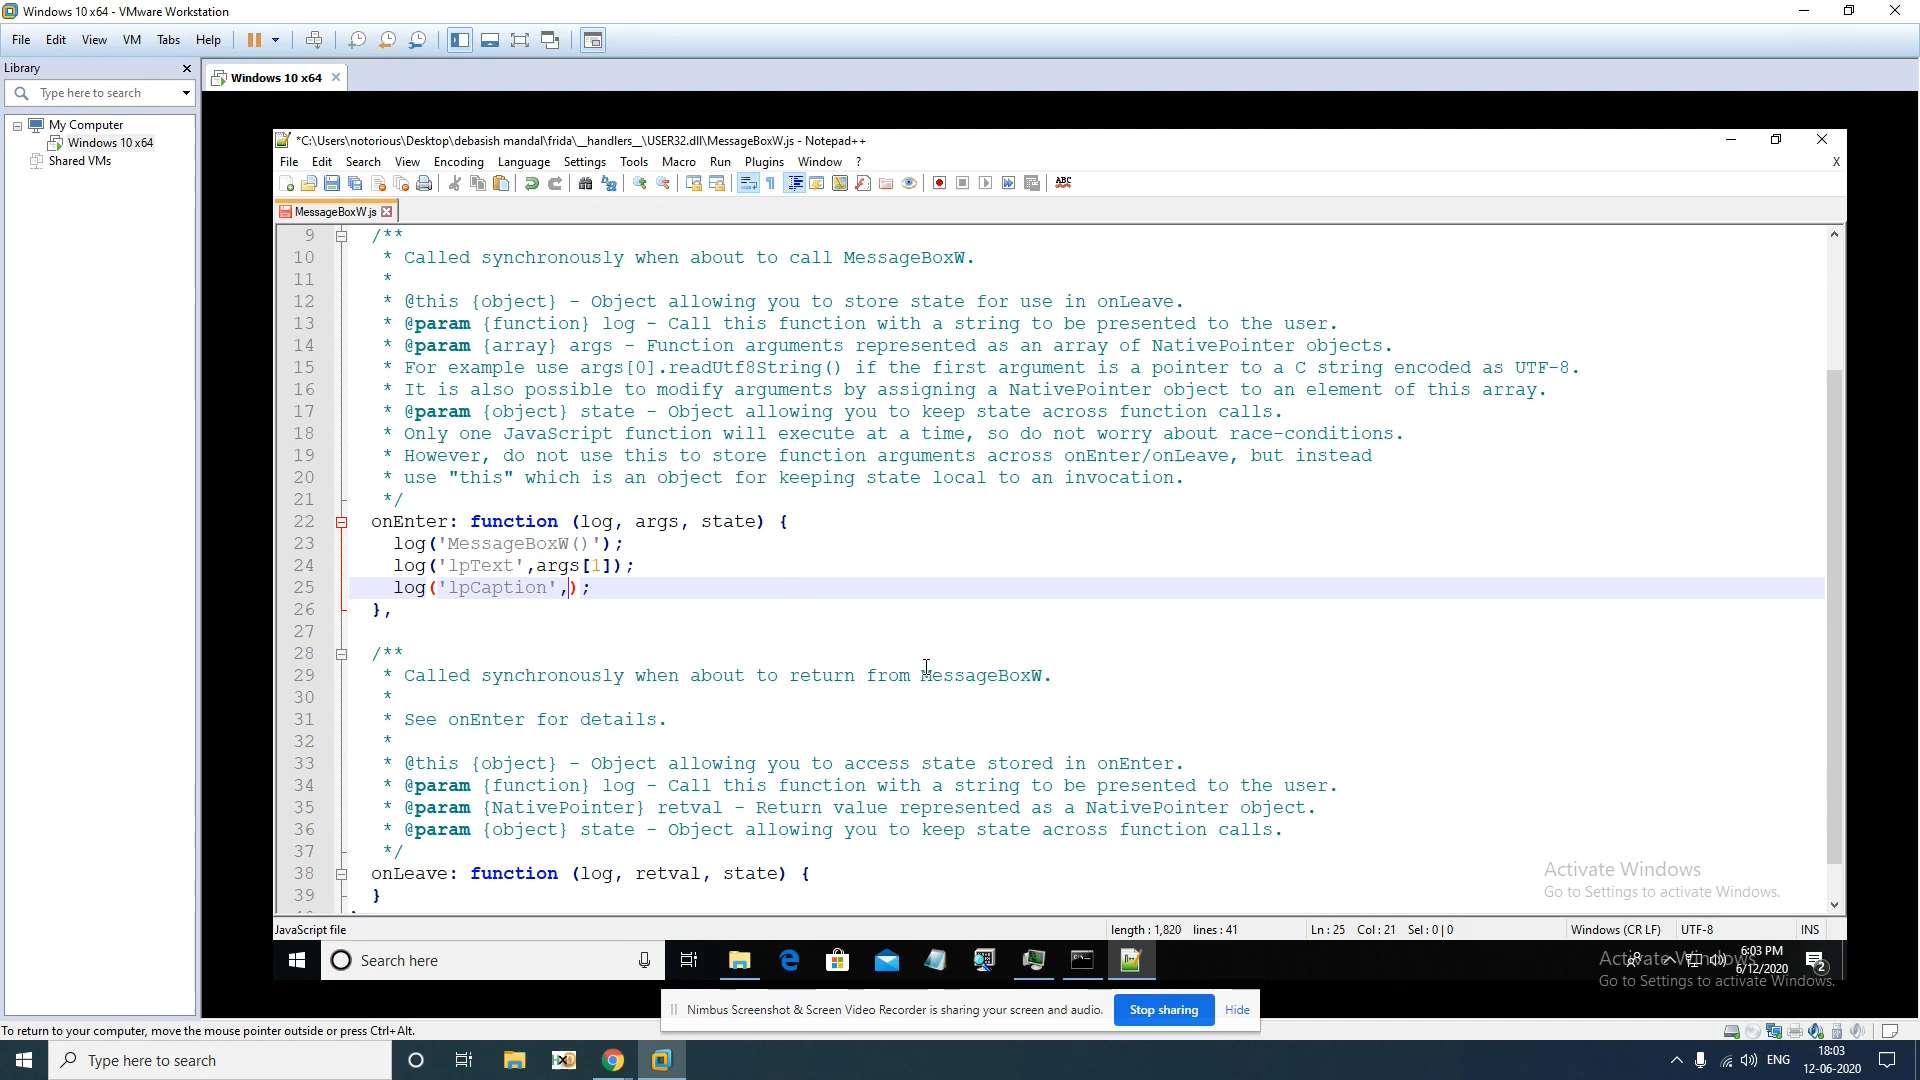 Windows 10 x64 - VMware Workstation
File Edit View VM Tabs Help
Library
Type here to search
My Computer
Windows 10 x64
Shared VMs
Windows 10 x64
*C:\Users\notorious\Desktop\debasish mandal\frida\__handlers__\USER32.dll\MessageBoxW.js - Notepad++
File Edit Search View Encoding Language Settings Tools Macro Run Plugins Window ?
X
ABC
MessageBoxW.js
9 /**
10 * Called synchronously when about to call MessageBoxW.
11 *
12 * @this {object} - Object allowing you to store state for use in onLeave.
13 * @param {function} log - Call this function with a string to be presented to the user.
14 * @param {array} args - Function arguments represented as an array of NativePointer objects.
15 * For example use args[0].readUtf8String() if the first argument is a pointer to a C string encoded as UTF-8.
16 * It is also possible to modify arguments by assigning a NativePointer object to an element of this array.
17 * @param {object} state - Object allowing you to keep state across function calls.
18 * Only one JavaScript function will execute at a time, so do not worry about race-conditions.
19 * However, do not use this to store function arguments across onEnter/onLeave, but instead
20 * use "this" which is an object for keeping state local to an invocation.
21 */
22 onEnter: function (log, args, state) {
23 log('MessageBoxW()');
24 log('lpText',args[1]);
25 log('lpCaption',);
26 },
27
28 /**
29 * Called synchronously when about to return from MessageBoxW.
30 *
31 * See onEnter for details.
32 *
33 * @this {object} - Object allowing you to access state stored in onEnter.
34 * @param {function} log - Call this function with a string to be presented to the user.
35 * @param {NativePointer} retval - Return value represented as a NativePointer object.
36 * @param {object} state - Object allowing you to keep state across function calls.
37 */
38 onLeave: function (log, retval, state) {
39 }
Activate Windows
Go to Settings to activate Windows.
JavaScript file length : 1,820 lines : 41 Ln : 25 Col : 21 Sel : 0 | 0 Windows (CR LF) UTF-8 INS
Search here
6:03 PM
6/12/2020
2
Activate Windows
Go to Settings to activate Windows.
Nimbus Screenshot & Screen Video Recorder is sharing your screen and audio. Stop sharing Hide
To return to your computer, move the mouse pointer outside or press Ctrl+Alt.
Type here to search
ENG
18:03
12-06-2020